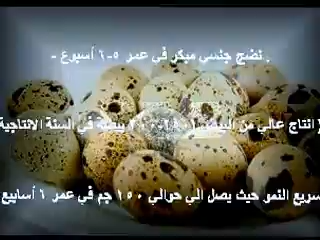 . نضج جنسي مبكر في عمر ٥-٦ أسبوع -
انتاج عالي من البيض بيضة في السنة الانتاجية
سريع النمو حيث يصل الي حوالي ١٥٠ جم في عمر ٦ أسابيع